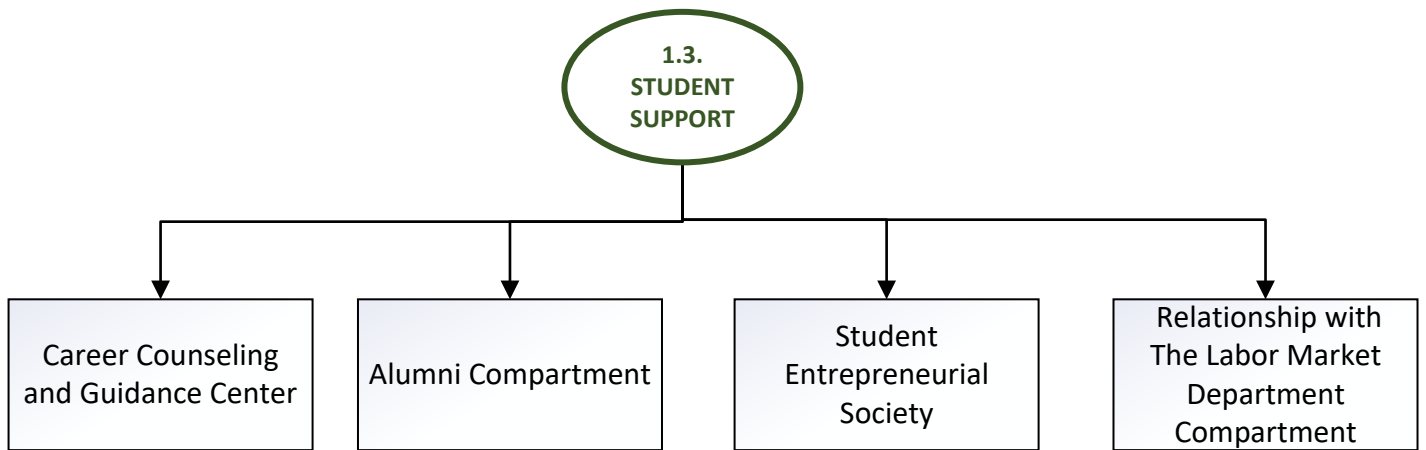 1.3.
STUDENT
SUPPORT
Career Counseling
and Guidance Center
Alumni Compartment
Student
Entrepreneurial
Society
Relationship with
The Labor Market
Department
Compartment